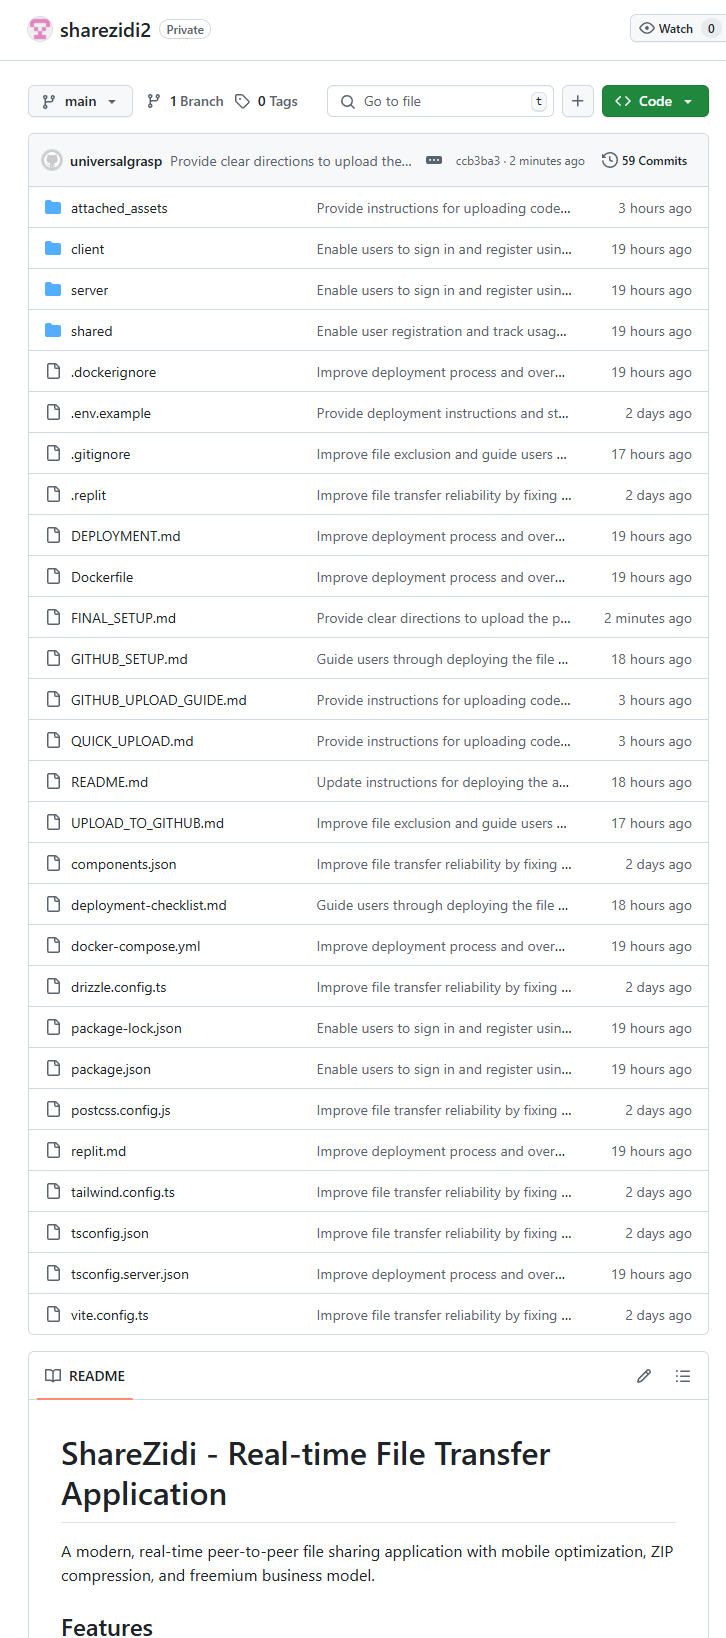 sharezidi2 Private Watch 0
main 1 Branch 0 Tags Go to file t + Code
universalgrasp Provide clear directions to upload the... ccb3ba3 · 2 minutes ago 59 Commits
attached_assets Provide instructions for uploading code... 3 hours ago
client Enable users to sign in and register usin... 19 hours ago
server Enable users to sign in and register usin... 19 hours ago
shared Enable user registration and track usag... 19 hours ago
.dockerignore Improve deployment process and over... 19 hours ago
.env.example Provide deployment instructions and st... 2 days ago
.gitignore Improve file exclusion and guide users ... 17 hours ago
.replit Improve file transfer reliability by fixing ... 2 days ago
DEPLOYMENT.md Improve deployment process and over... 19 hours ago
Dockerfile Improve deployment process and over... 19 hours ago
FINAL_SETUP.md Provide clear directions to upload the p... 2 minutes ago
GITHUB_SETUP.md Guide users through deploying the file ... 18 hours ago
GITHUB_UPLOAD_GUIDE.md Provide instructions for uploading code... 3 hours ago
QUICK_UPLOAD.md Provide instructions for uploading code... 3 hours ago
README.md Update instructions for deploying the a... 18 hours ago
UPLOAD_TO_GITHUB.md Improve file exclusion and guide users ... 17 hours ago
components.json Improve file transfer reliability by fixing ... 2 days ago
deployment-checklist.md Guide users through deploying the file ... 18 hours ago
docker-compose.yml Improve deployment process and over... 19 hours ago
drizzle.config.ts Improve file transfer reliability by fixing ... 2 days ago
package-lock.json Enable users to sign in and register usin... 19 hours ago
package.json Enable users to sign in and register usin... 19 hours ago
postcss.config.js Improve file transfer reliability by fixing ... 2 days ago
replit.md Improve deployment process and over... 19 hours ago
tailwind.config.ts Improve file transfer reliability by fixing ... 2 days ago
tsconfig.json Improve file transfer reliability by fixing ... 2 days ago
tsconfig.server.json Improve deployment process and over... 19 hours ago
vite.config.ts Improve file transfer reliability by fixing ... 2 days ago
README
ShareZidi - Real-time File Transfer
Application
A modern, real-time peer-to-peer file sharing application with mobile optimization, ZIP
compression, and freemium business model.
Features